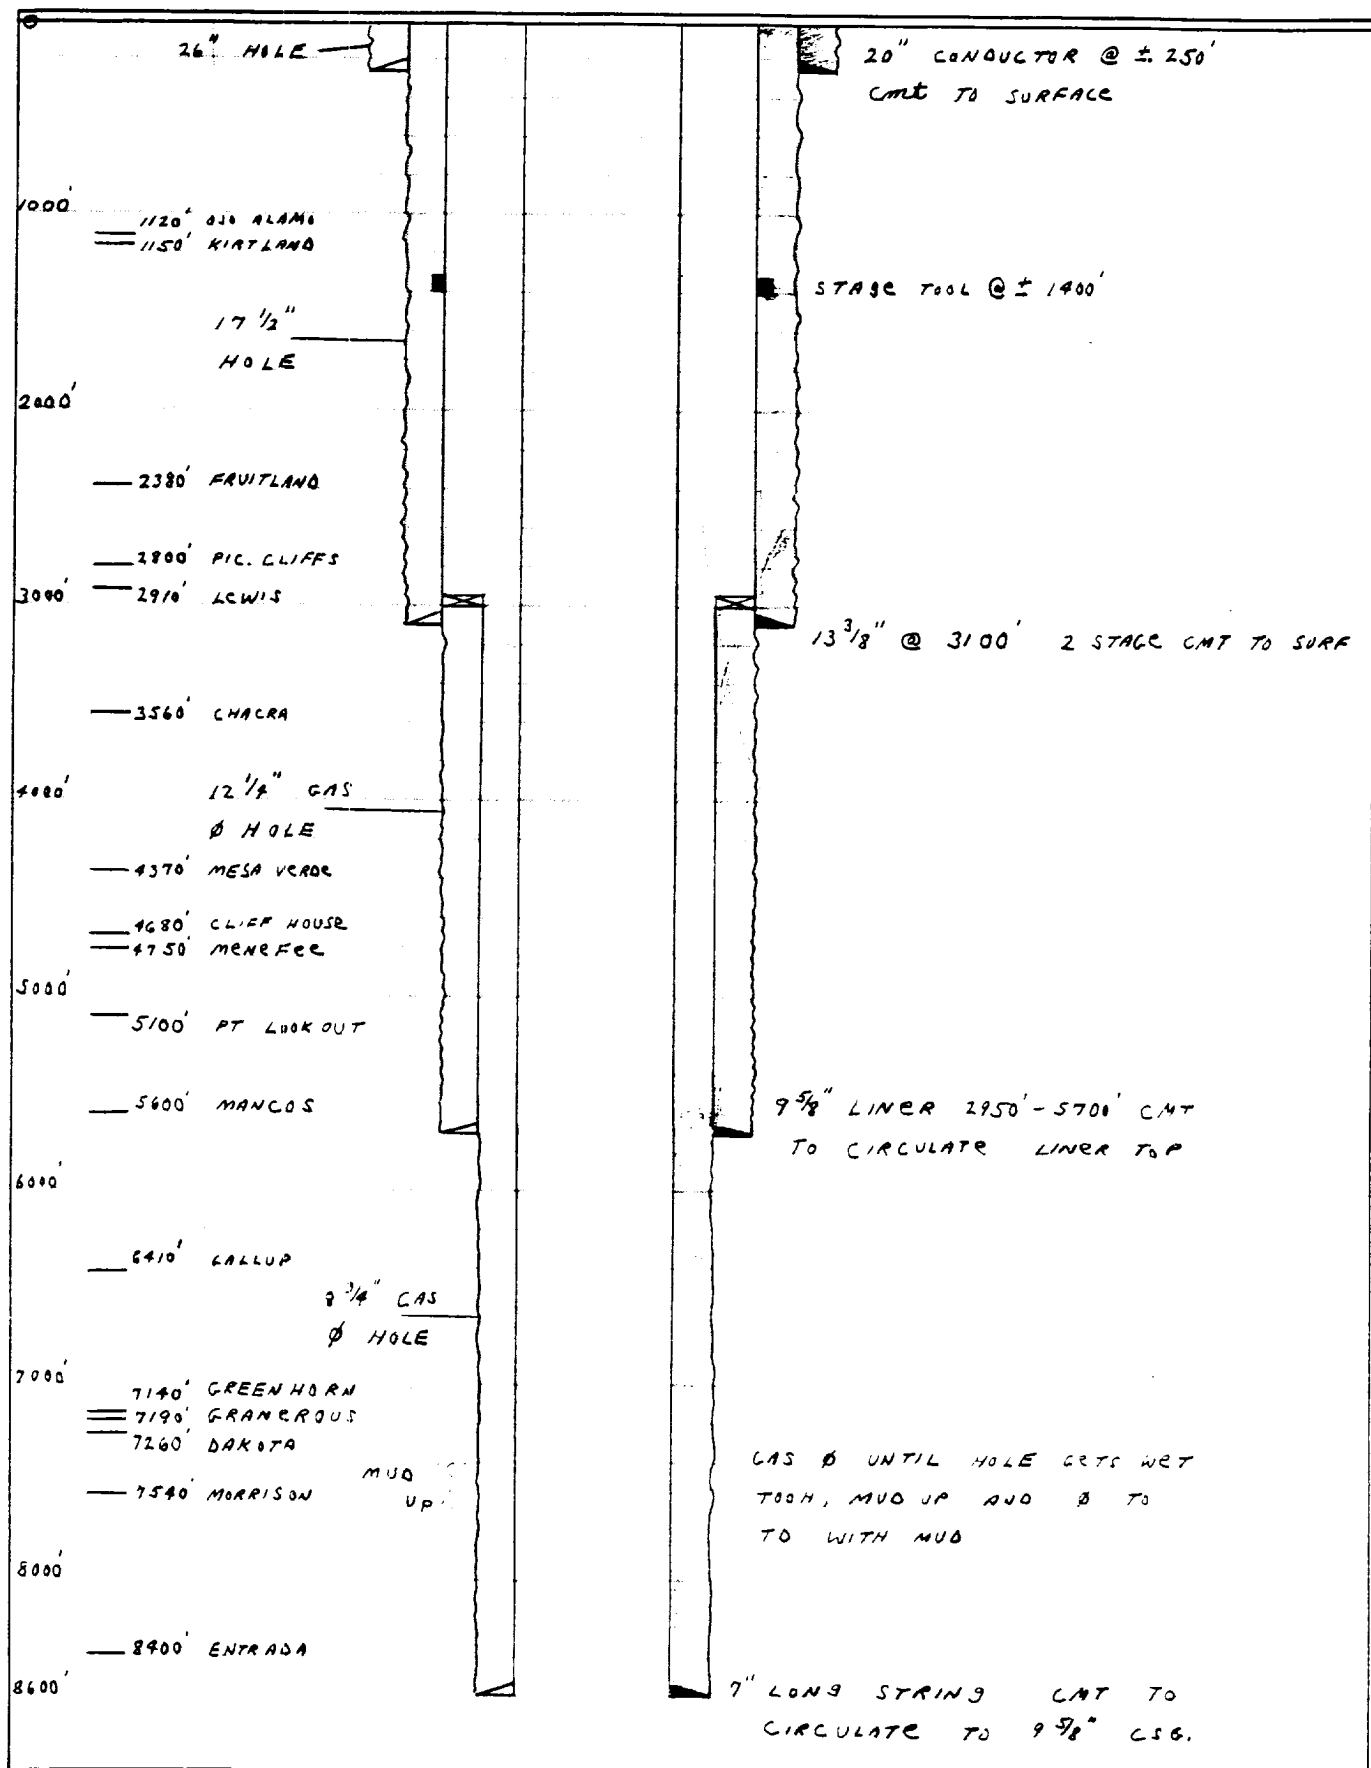 0
26" HOLE
20" CONDUCTOR @ ± 250'
Cmt TO SURFACE
1000'
1120' OJO ALAMO
1150' KIRTLAND
STAGE TOOL @ ± 1400'
17 1/2"
HOLE
2000'
2380' FRUITLAND
2800' PIC. CLIFFS
2910' LEWIS
3000'
13 3/8" @ 3100' 2 STAGE CMT TO SURF
3560' CHACRA
4000'
12 1/4" GAS
Ø HOLE
4370' MESA VERDE
4680' CLIFF HOUSE
4750' MENEFEE
5000'
5100' PT LOOKOUT
5600' MANCOS
9 5/8" LINER 2950'-5700' CMT
TO CIRCULATE LINER TOP
6000'
6410' GALLUP
8 3/4" GAS
Ø HOLE
7000'
7140' GREENHORN
7190' GRANEROUS
7260' DAKOTA
MUD
UP
7540' MORRISON
GAS Ø UNTIL HOLE GETS WET
TOOH, MUD UP AND Ø TO
TD WITH MUD
8000'
8400' ENTRADA
8600'
7" LONG STRING CMT TO
CIRCULATE TO 9 5/8" CSG.